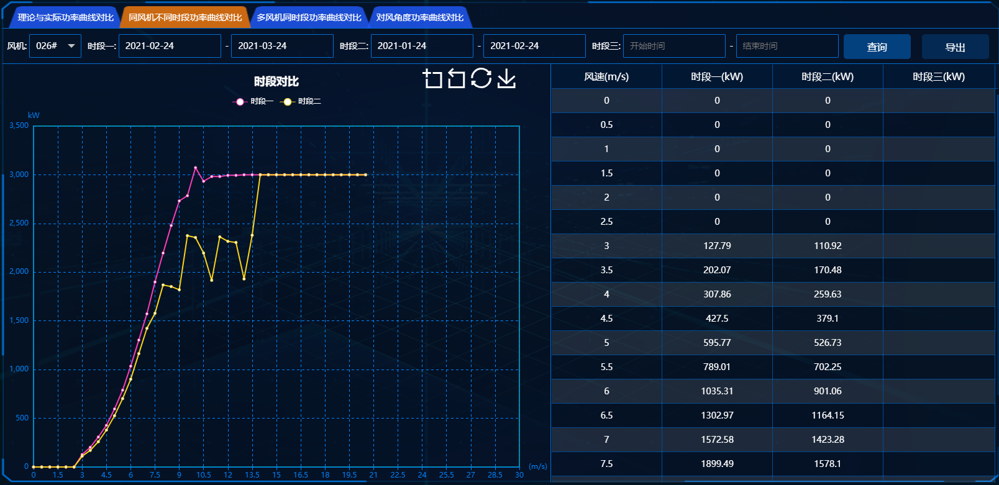 理论与实际功率曲线对比 同风机不同时段功率曲线对比 多风机同时段功率曲线对比 对风角度功率曲线对比
风机: 026# 时段一: 2021-02-24 - 2021-03-24 时段二: 2021-01-24 - 2021-02-24 时段三: 开始时间 - 结束时间 查询 导出
时段对比
时段一 时段二
kW
3,500
3,000
2,500
2,000
1,500
1,000
500
0
0 1.5 3 4.5 6 7.5 9 10.5 12 13.5 15 16.5 18 19.5 21 22.5 24 25.5 27 28.5 30
(m/s)
风速(m/s) 时段一(kW) 时段二(kW) 时段三(kW)
0 0 0
0.5 0 0
1 0 0
1.5 0 0
2 0 0
2.5 0 0
3 127.79 110.92
3.5 202.07 170.48
4 307.86 259.63
4.5 427.5 379.1
5 595.77 526.73
5.5 789.01 702.25
6 1035.31 901.06
6.5 1302.97 1164.15
7 1572.58 1423.28
7.5 1899.49 1578.1